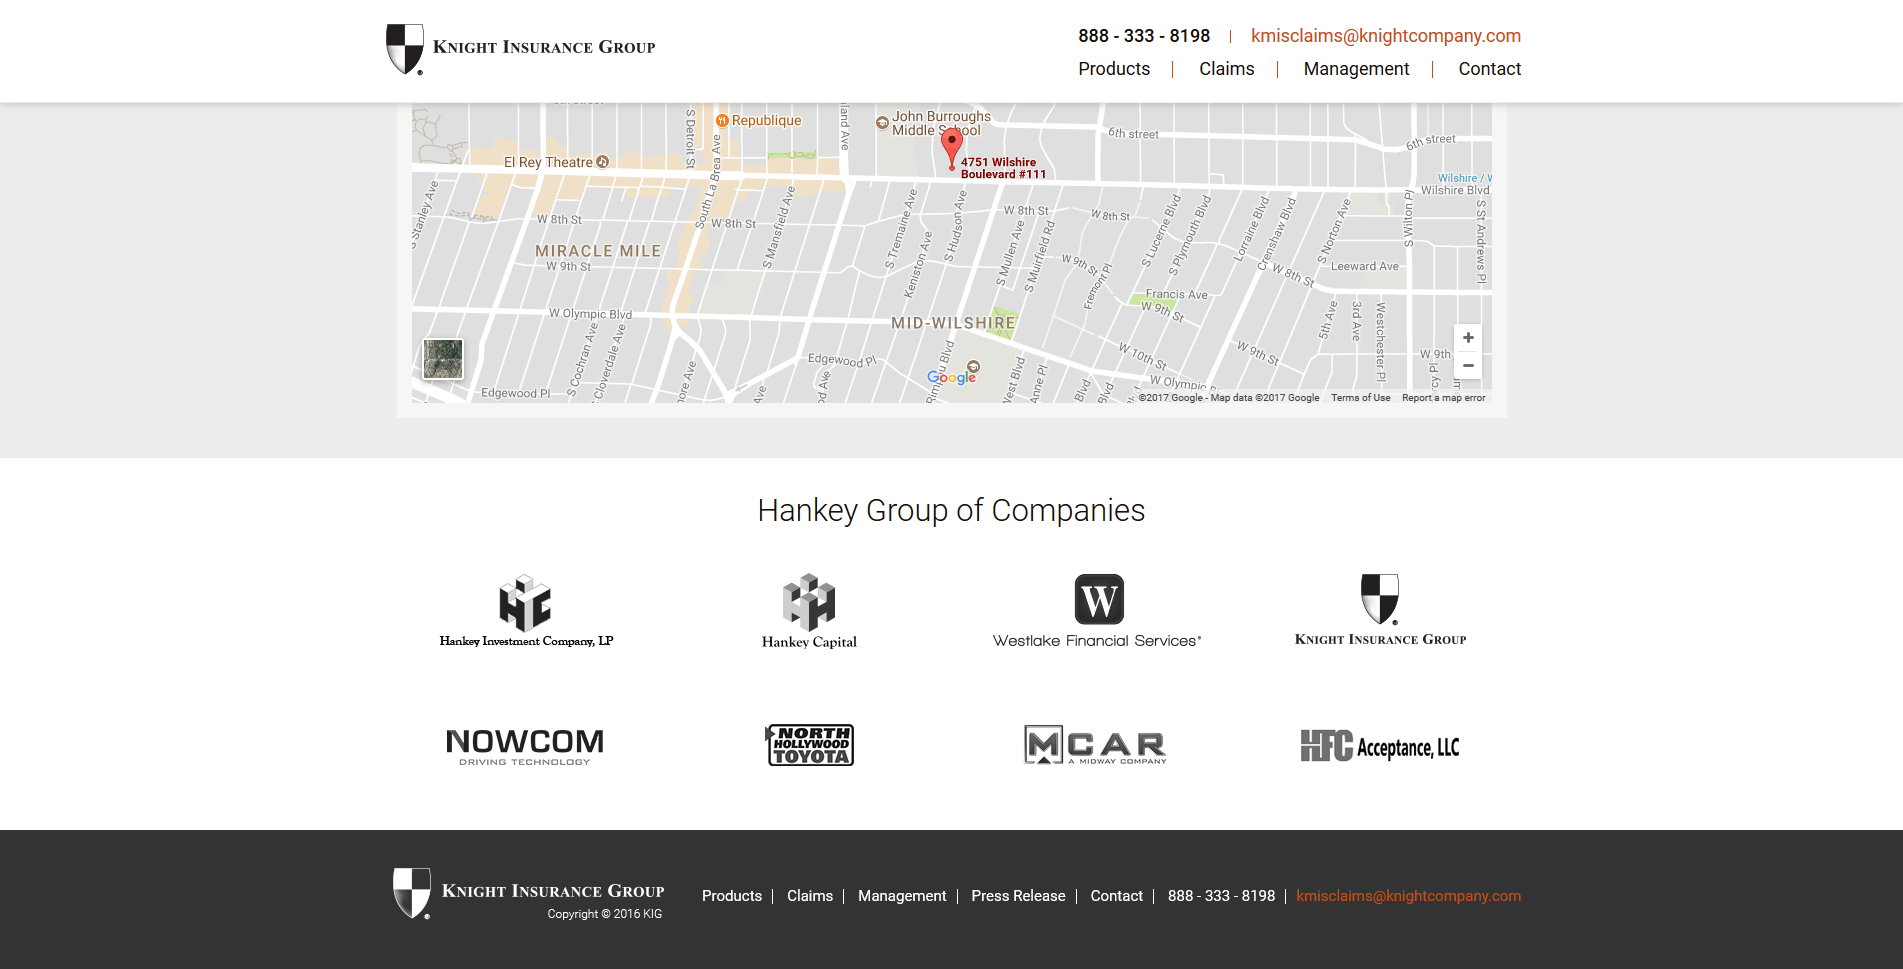 KNIGHT INSURANCE GROUP
888 - 333 - 8198 | kmisclaims@knightcompany.com
Products | Claims | Management | Contact
Republique
John Burroughs
Middle School
6th street
6th street
S Detroit St
El Rey Theatre
4751 Wilshire
Boulevard #111
Wilshire / W
Wilshire Blvd
S Stanley Ave
South La Brea Ave
W 8th St
W 8th St
W 8th St
W 8th St
S Mansfield Ave
S Tremaine Ave
Keniston Ave
S Hudson Ave
S Mullen Ave
S Muirfield Rd
S Lucerne Blvd
S Plymouth Blvd
Lorraine Blvd
Crenshaw Blvd
S Norton Ave
S Wilton Pl
S St Andrews Pl
MIRACLE MILE
W 9th St
W 9th St
Fremont Pl
W 8th St
Leeward Ave
Francis Ave
W 9th St
W Olympic Blvd
MID-WILSHIRE
5th Ave
3rd Ave
Westchester Pl
S Cochran Ave
S Cloverdale Ave
Edgewood Pl
W 10th St
W 9th St
W 9th
Edgewood Pl
Google
West Blvd
W Olympic
©2017 Google - Map data ©2017 Google Terms of Use Report a map error
Hankey Group of Companies
Hankey Investment Company, LP
Hankey Capital
W
Westlake Financial Services®
KNIGHT INSURANCE GROUP
NOWCOM
DRIVING TECHNOLOGY
NORTH
HOLLYWOOD
TOYOTA
MCAR
A MIDWAY COMPANY
HFC Acceptance, LLC
KNIGHT INSURANCE GROUP
Copyright © 2016 KIG
Products | Claims | Management | Press Release | Contact | 888 - 333 - 8198 | kmisclaims@knightcompany.com